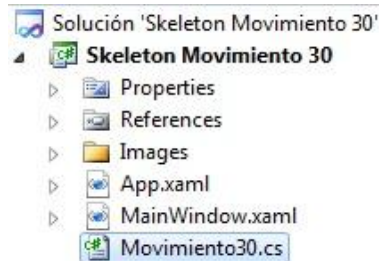 Solución 'Skeleton Movimiento 30'
Skeleton Movimiento 30
Properties
References
Images
App.xaml
MainWindow.xaml
Movimiento30.cs